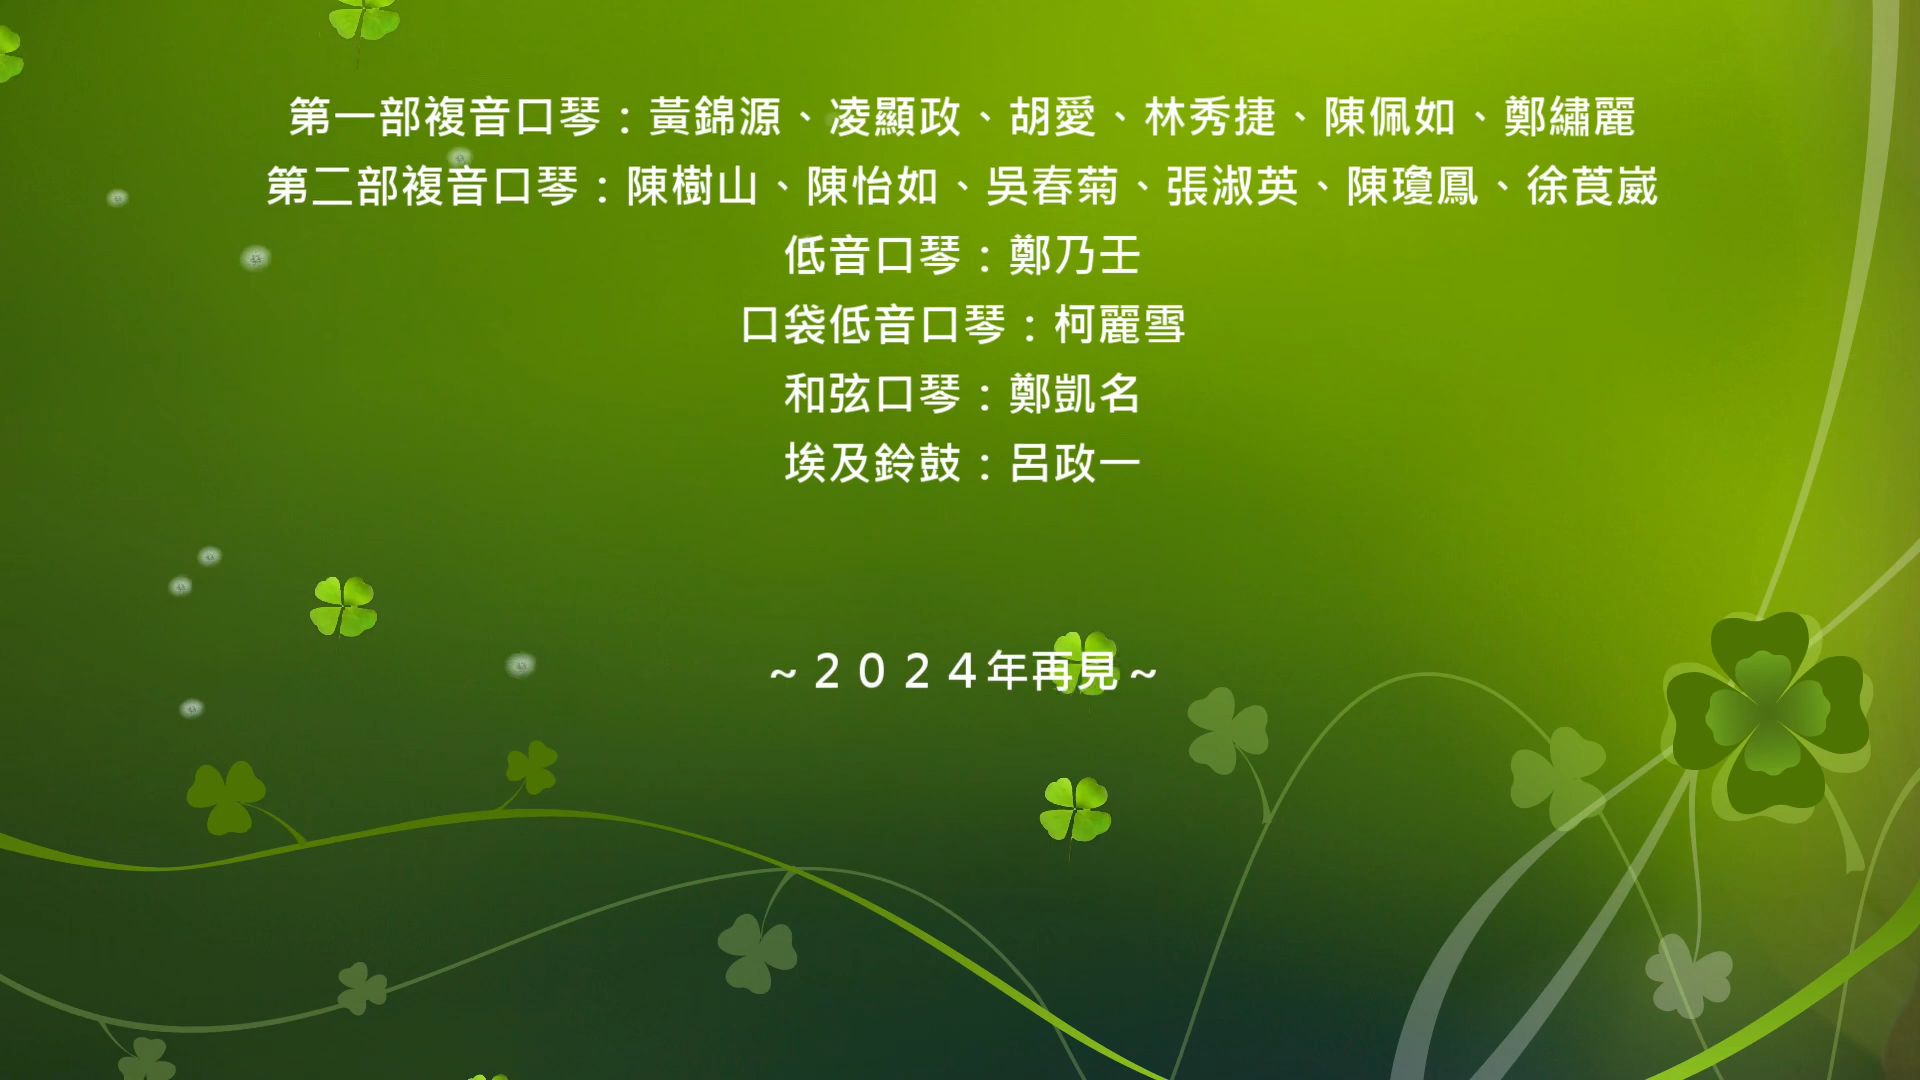 第一部複音口琴：黃錦源、凌顯政、胡愛、林秀捷、陳佩如、鄭繡麗
第二部複音口琴：陳樹山、陳怡如、吳春菊、張淑英、陳瓊鳳、徐莨崴
低音口琴：鄭乃壬
口袋低音口琴：柯麗雪
和弦口琴：鄭凱名
埃及鈴鼓：呂政一
~２０２４年再見~